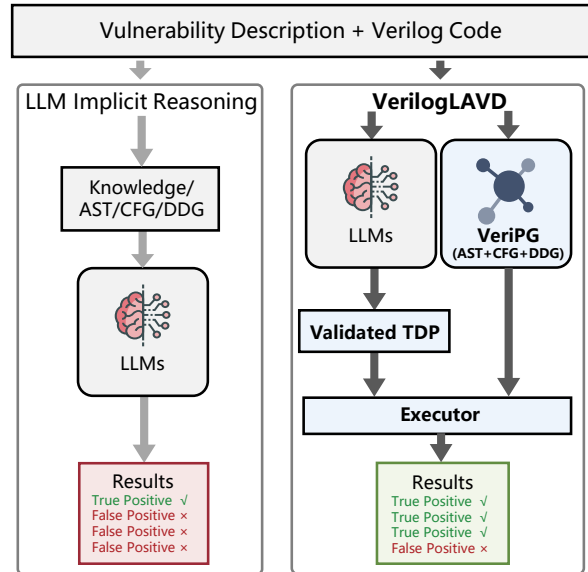 Vulnerability Description + Verilog Code
LLM Implicit Reasoning
Knowledge/
AST/CFG/DDG
LLMs
Results
True Positive √
False Positive ×
False Positive ×
False Positive ×
VerilogLAVD
LLMs
VeriPG
(AST+CFG+DDG)
Validated TDP
Executor
Results
True Positive √
True Positive √
True Positive √
False Positive ×